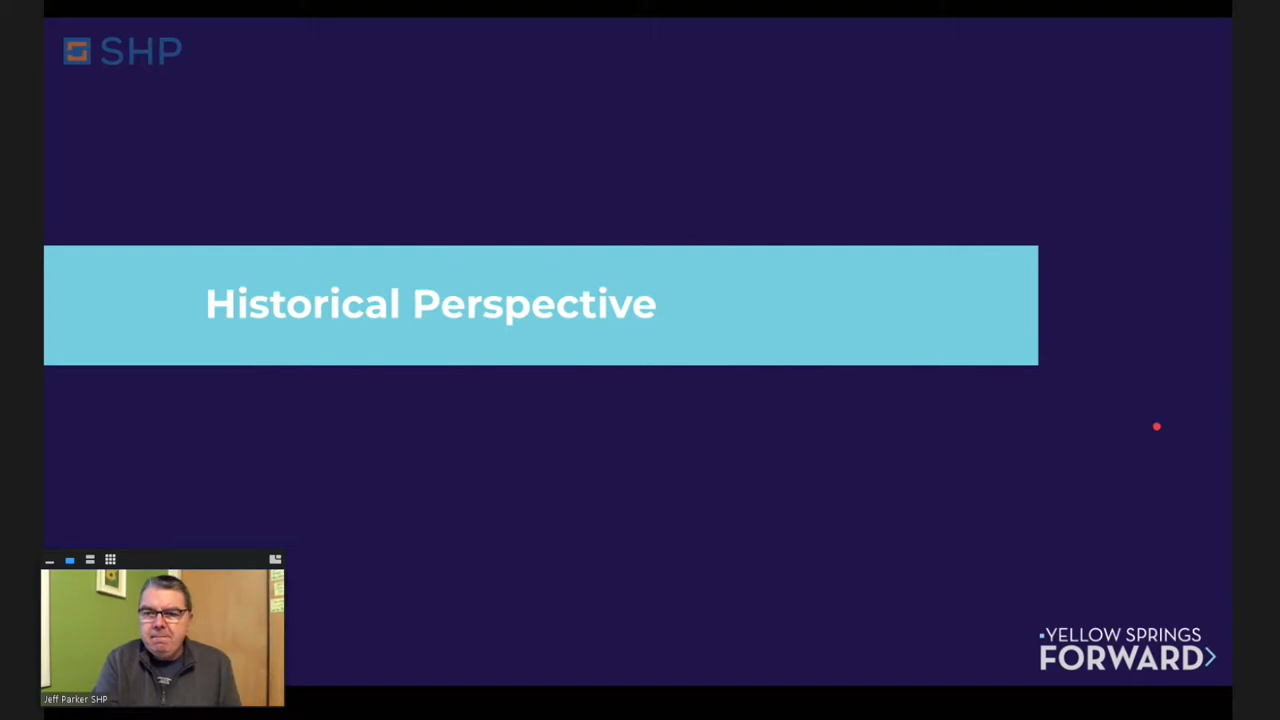 SHP
Historical Perspective
YELLOW SPRINGS
FORWARD
Jeff Parker SHP